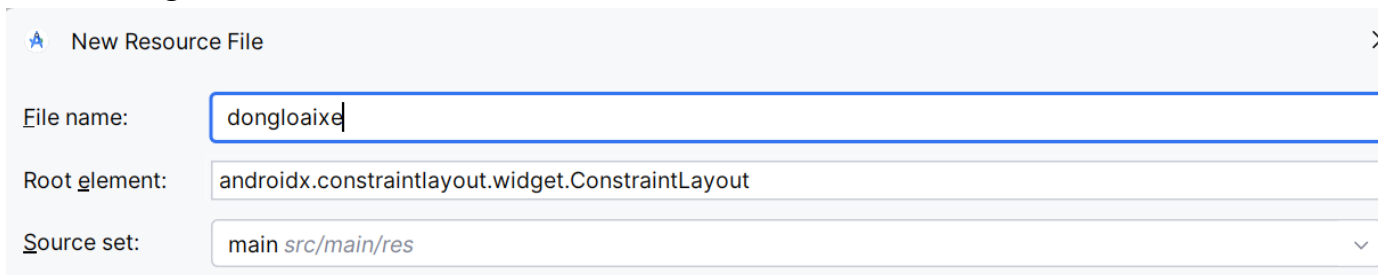 New Resource File
File name: dongloaixe
Root element: androidx.constraintlayout.widget.ConstraintLayout
Source set: main src/main/res